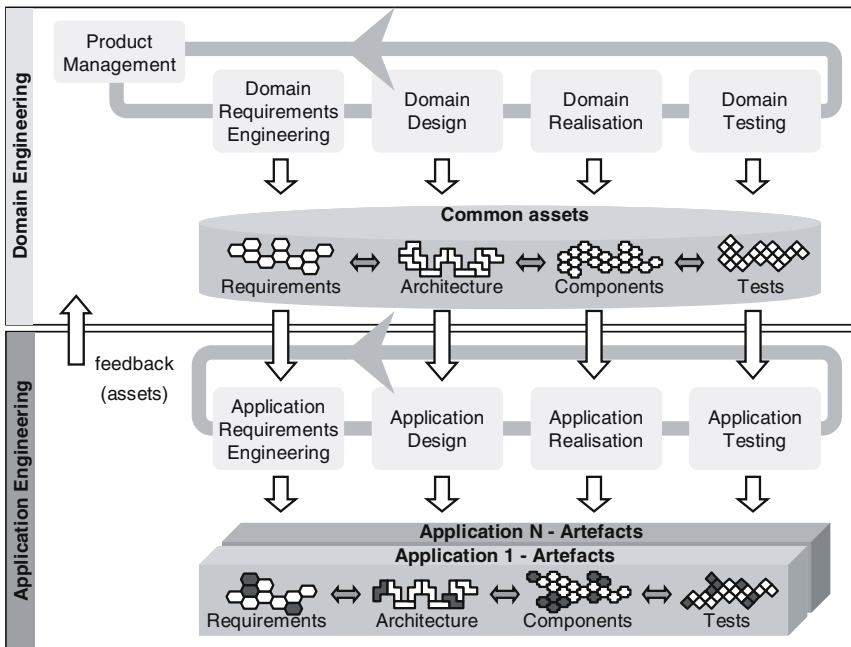 Domain Engineering
Product
Management
Domain
Requirements
Engineering
Domain
Design
Domain
Realisation
Domain
Testing
Common assets
Requirements
Architecture
Components
Tests
Application Engineering
feedback
(assets)
Application
Requirements
Engineering
Application
Design
Application
Realisation
Application
Testing
Application N - Artefacts
Application 1 - Artefacts
Requirements
Architecture
Components
Tests